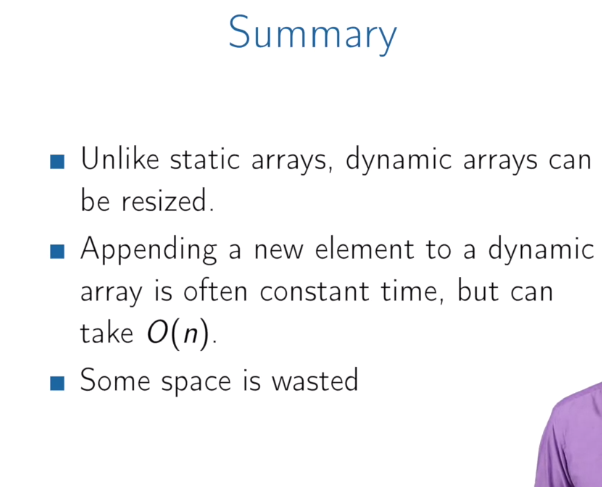 Summary
Unlike static arrays, dynamic arrays can
be resized.
Appending a new element to a dynamic
array is often constant time, but can
take O(n).
Some space is wasted